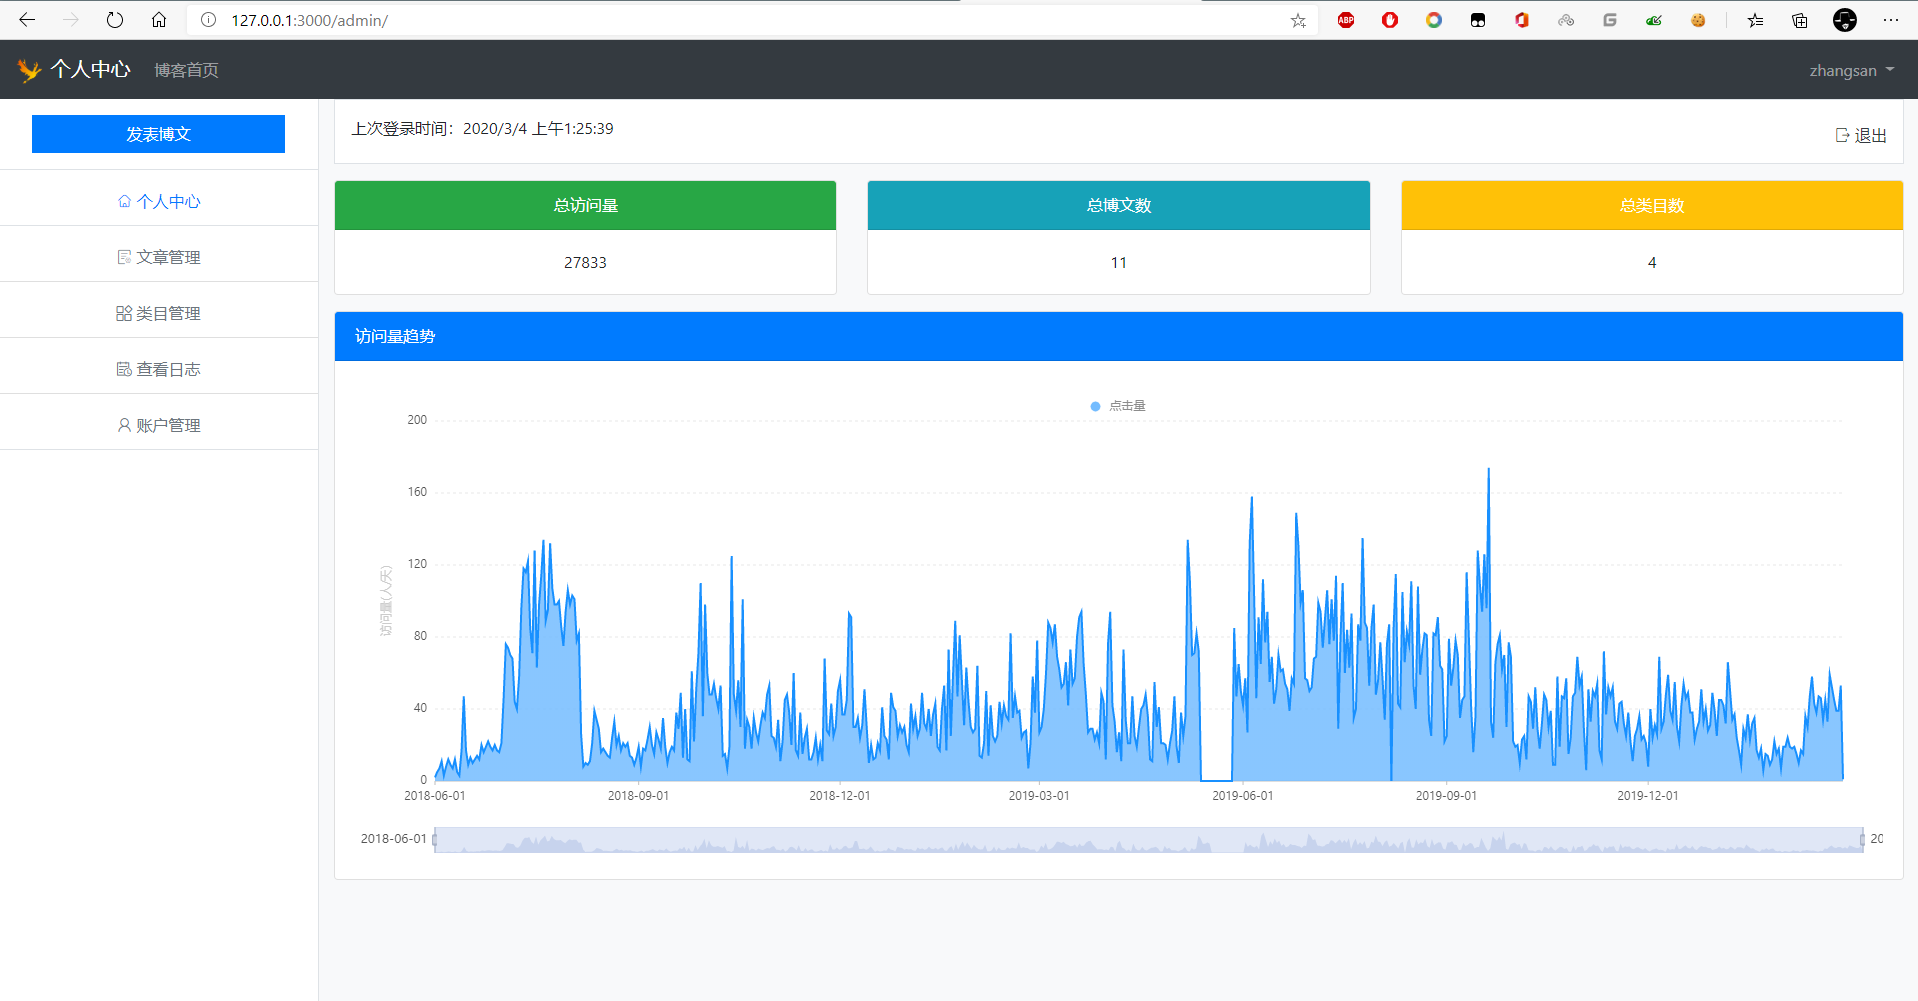 127.0.0.1:3000/admin/
ABP
个人中心
博客首页
zhangsan
发表博文
个人中心
文章管理
类目管理
查看日志
账户管理
上次登录时间：2020/3/4 上午1:25:39
退出
总访问量
27833
总博文数
11
总类目数
4
访问量趋势
点击量
访问量(人/天)
200
160
120
80
40
0
2018-06-01
2018-09-01
2018-12-01
2019-03-01
2019-06-01
2019-09-01
2019-12-01
2018-06-01
20